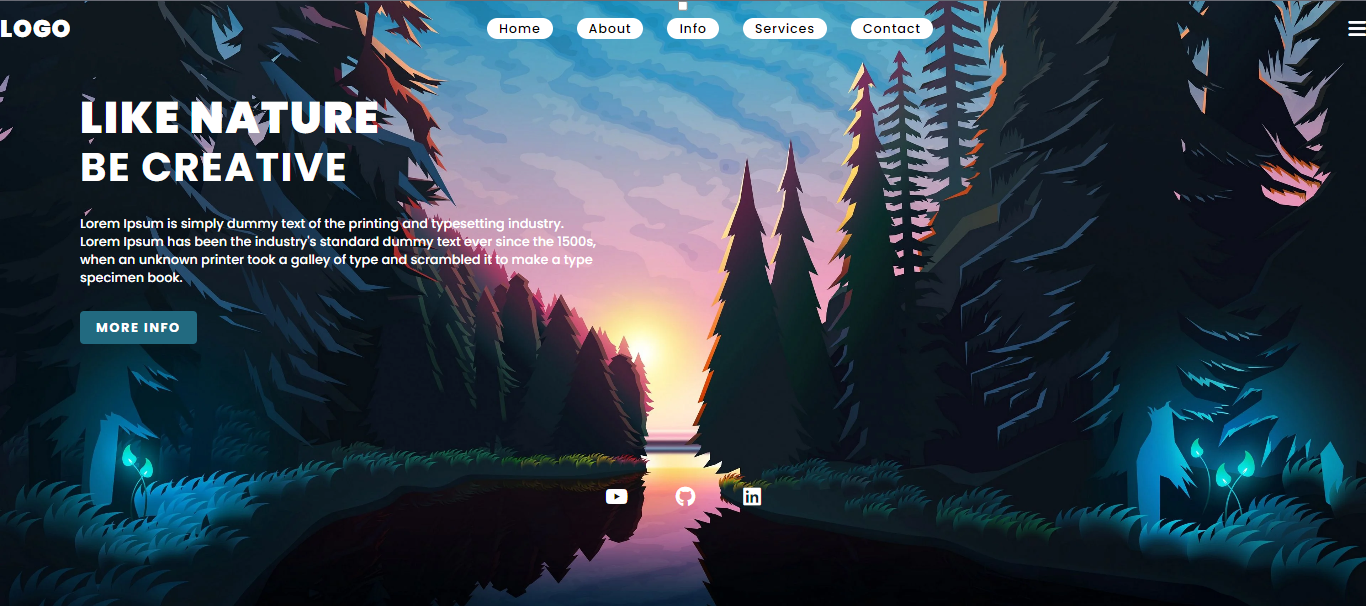 LOGO
Home
About
Info
Services
Contact
LIKE NATURE
BE CREATIVE
Lorem Ipsum is simply dummy text of the printing and typesetting industry.
Lorem Ipsum has been the industry's standard dummy text ever since the 1500s,
when an unknown printer took a galley of type and scrambled it to make a type
specimen book.
MORE INFO
in